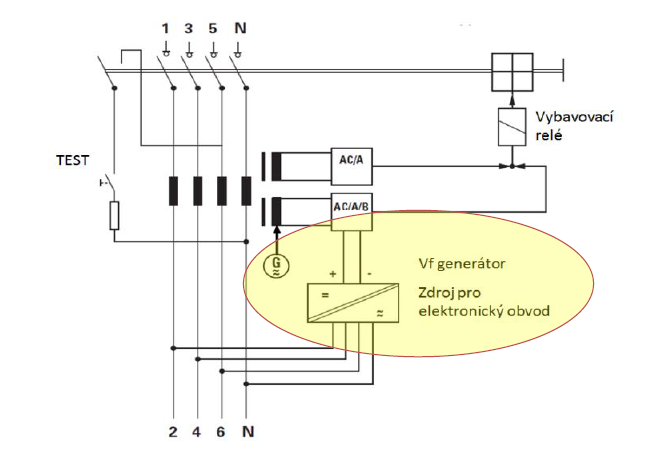 1 3 5 N
Vybavovací
relé
TEST
AC/A
AC/A/B
G
≈
+ -
Vf generátor
=
≈
Zdroj pro
elektronický obvod
2 4 6 N